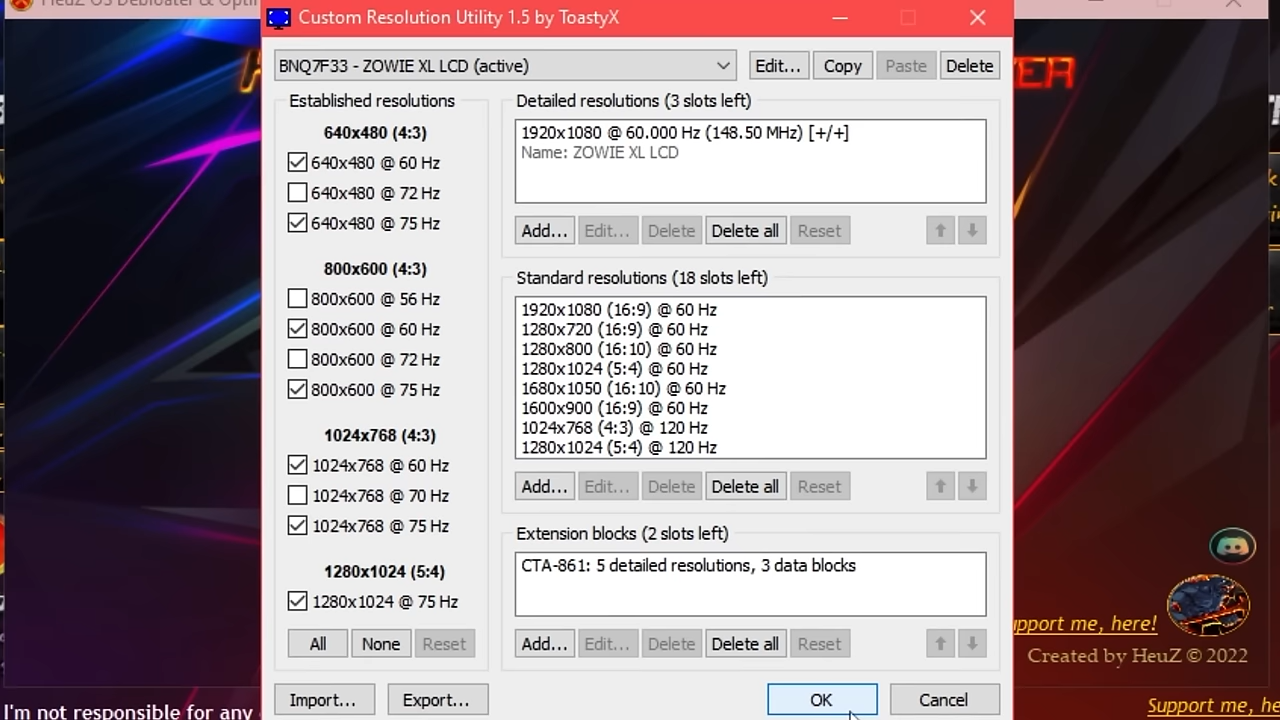 HeuZ OS Debloater & Opti
Custom Resolution Utility 1.5 by ToastyX
BNQ7F33 - ZOWIE XL LCD (active)
Edit...
Copy
Paste
Delete
Established resolutions
640x480 (4:3)
640x480 @ 60 Hz
640x480 @ 72 Hz
640x480 @ 75 Hz
800x600 (4:3)
800x600 @ 56 Hz
800x600 @ 60 Hz
800x600 @ 72 Hz
800x600 @ 75 Hz
1024x768 (4:3)
1024x768 @ 60 Hz
1024x768 @ 70 Hz
1024x768 @ 75 Hz
1280x1024 (5:4)
1280x1024 @ 75 Hz
All
None
Reset
Detailed resolutions (3 slots left)
1920x1080 @ 60.000 Hz (148.50 MHz) [+/+]
Name: ZOWIE XL LCD
Add...
Edit...
Delete
Delete all
Reset
Standard resolutions (18 slots left)
1920x1080 (16:9) @ 60 Hz
1280x720 (16:9) @ 60 Hz
1280x800 (16:10) @ 60 Hz
1280x1024 (5:4) @ 60 Hz
1680x1050 (16:10) @ 60 Hz
1600x900 (16:9) @ 60 Hz
1024x768 (4:3) @ 120 Hz
1280x1024 (5:4) @ 120 Hz
Add...
Edit...
Delete
Delete all
Reset
Extension blocks (2 slots left)
CTA-861: 5 detailed resolutions, 3 data blocks
Add...
Edit...
Delete
Delete all
Reset
Import...
Export...
OK
Cancel
upport me, here!
Created by HeuZ © 2022
I'm not responsible for any
Support me, he